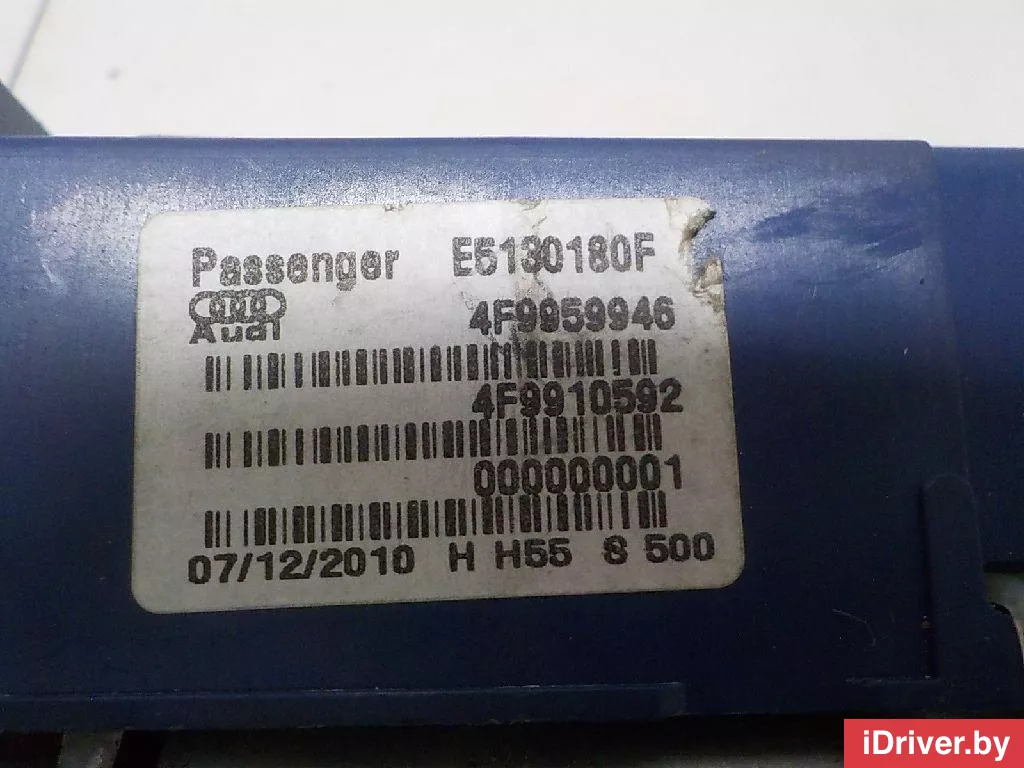 Passenger E5130180F
Audi 4F9959946
4F9910592
000000001
07/12/2010 H H55 S 500
iDriver.by